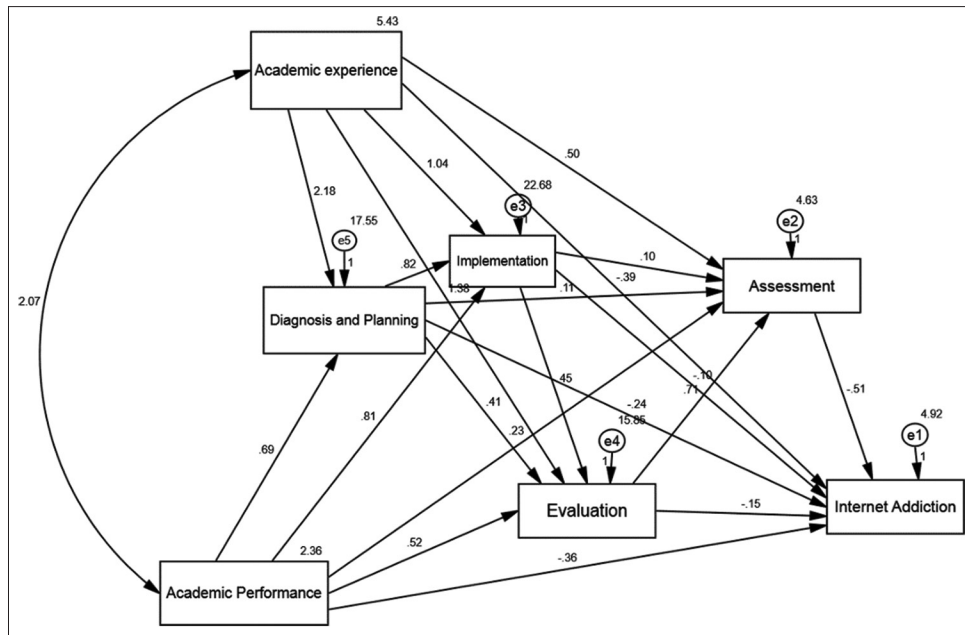 5.43
Academic experience
.50
1.04
22.68
4.63
2.18
17.55
e3
1
e2
1
e5
1
.82
Implementation
.10
-.39
Assessment
2.07
1.38
.11
Diagnosis and Planning
.45
-.10
.71
-.51
4.92
.81
.41
-.24
.23
15.85
e1
1
.69
e4
1
Evaluation
-.15
Internet Addiction
.52
2.36
-.36
Academic Performance